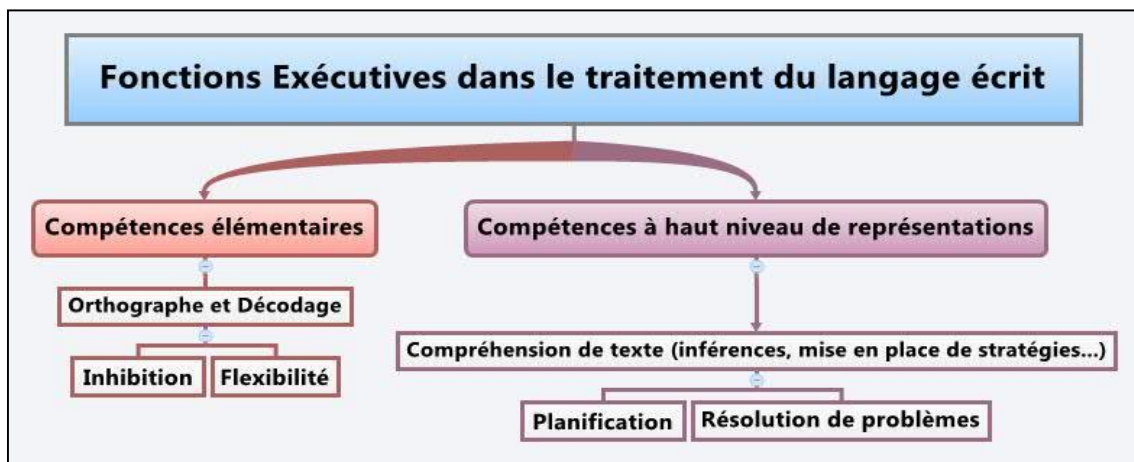 Fonctions Exécutives dans le traitement du langage écrit
Compétences élémentaires
Compétences à haut niveau de représentations
Orthographe et Décodage
Compréhension de texte (inférences, mise en place de stratégies...)
Inhibition
Flexibilité
Planification
Résolution de problèmes